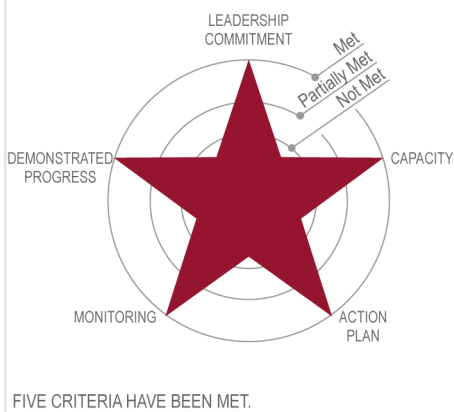 LEADERSHIP
COMMITMENT
Met
Partially Met
Not Met
DEMONSTRATED
PROGRESS
CAPACITY
MONITORING
ACTION
PLAN
FIVE CRITERIA HAVE BEEN MET.